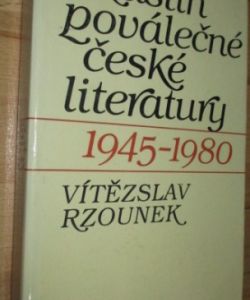 poválečné
české
literatury
1945-1980
VÍTĚZSLAV
RZOUNEK